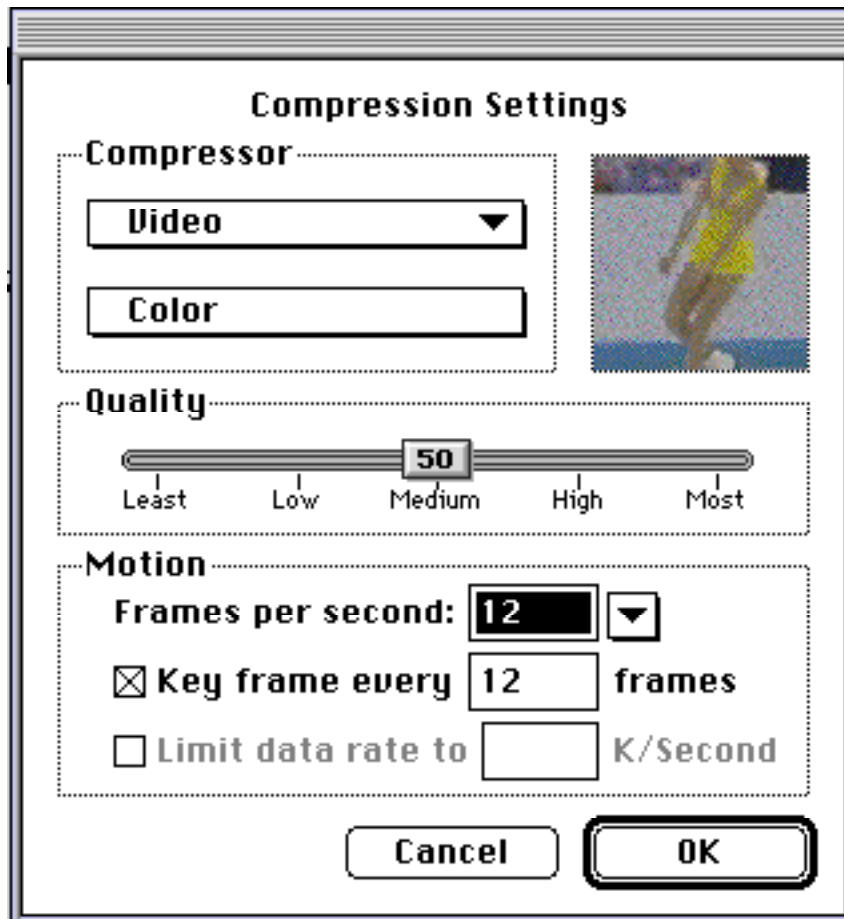 Compression Settings
Compressor
Video
Color
Quality
50
Least Low Medium High Most
Motion
Frames per second: 12
Key frame every 12 frames
Limit data rate to K/Second
Cancel OK